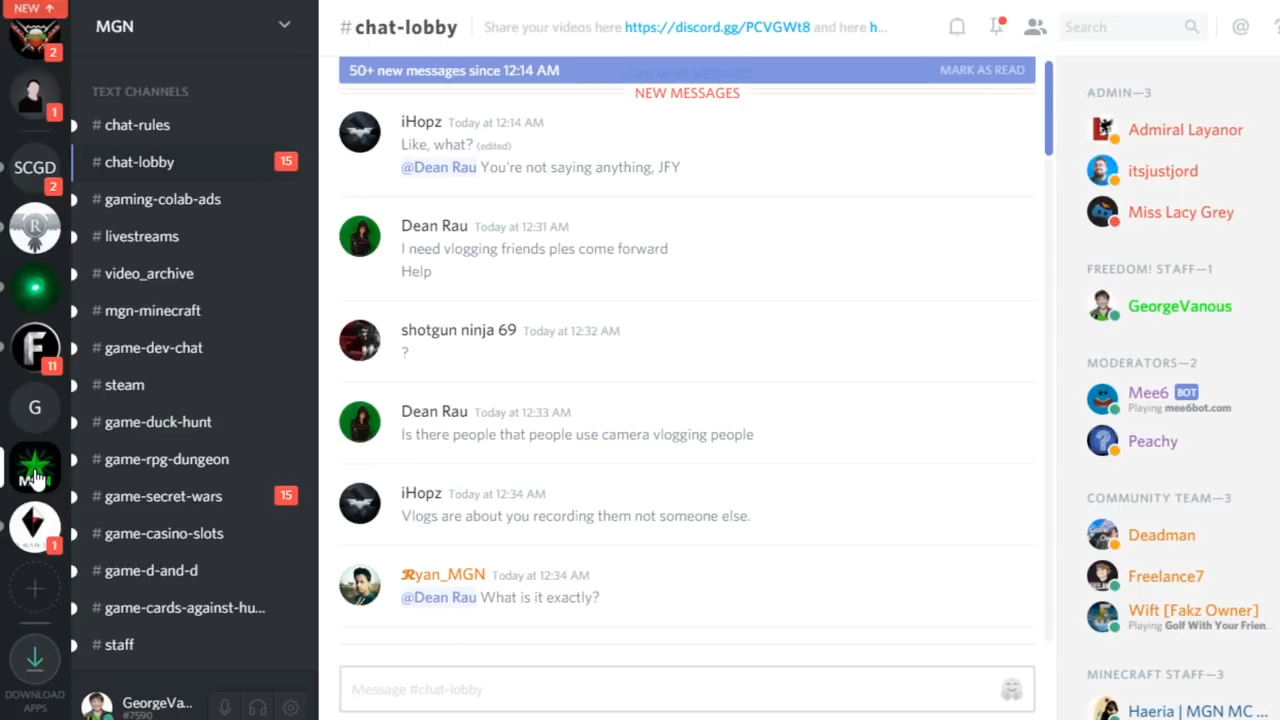 NEW ↑
2
1
SCGD
2
R
F
11
G
MGN
1
DOWNLOAD
APPS
MGN
TEXT CHANNELS
# chat-rules
# chat-lobby 15
# gaming-colab-ads
# livestreams
# video_archive
# mgn-minecraft
# game-dev-chat
# steam
# game-duck-hunt
# game-rpg-dungeon
# game-secret-wars 15
# game-casino-slots
# game-d-and-d
# game-cards-against-hu...
# staff
GeorgeVa...
#7590
#chat-lobby Share your videos here https://discord.gg/PCVGWt8 and here h...
Search
@
50+ new messages since 12:14 AM MARK AS READ
NEW MESSAGES
iHopz Today at 12:14 AM
Like, what? (edited)
@Dean Rau You're not saying anything, JFY
Dean Rau Today at 12:31 AM
I need vlogging friends ples come forward
Help
shotgun ninja 69 Today at 12:32 AM
?
Dean Rau Today at 12:33 AM
Is there people that people use camera vlogging people
iHopz Today at 12:34 AM
Vlogs are about you recording them not someone else.
Ryan_MGN Today at 12:34 AM
@Dean Rau What is it exactly?
Message #chat-lobby
ADMIN—3
Admiral Layanor
itsjustjord
Miss Lacy Grey
FREEDOM! STAFF—1
GeorgeVanous
MODERATORS—2
Mee6 BOT
Playing mee6bot.com
Peachy
COMMUNITY TEAM—3
Deadman
Freelance7
Wift [Fakz Owner]
Playing Golf With Your Frien...
MINECRAFT STAFF—3
Haeria | MGN MC ...